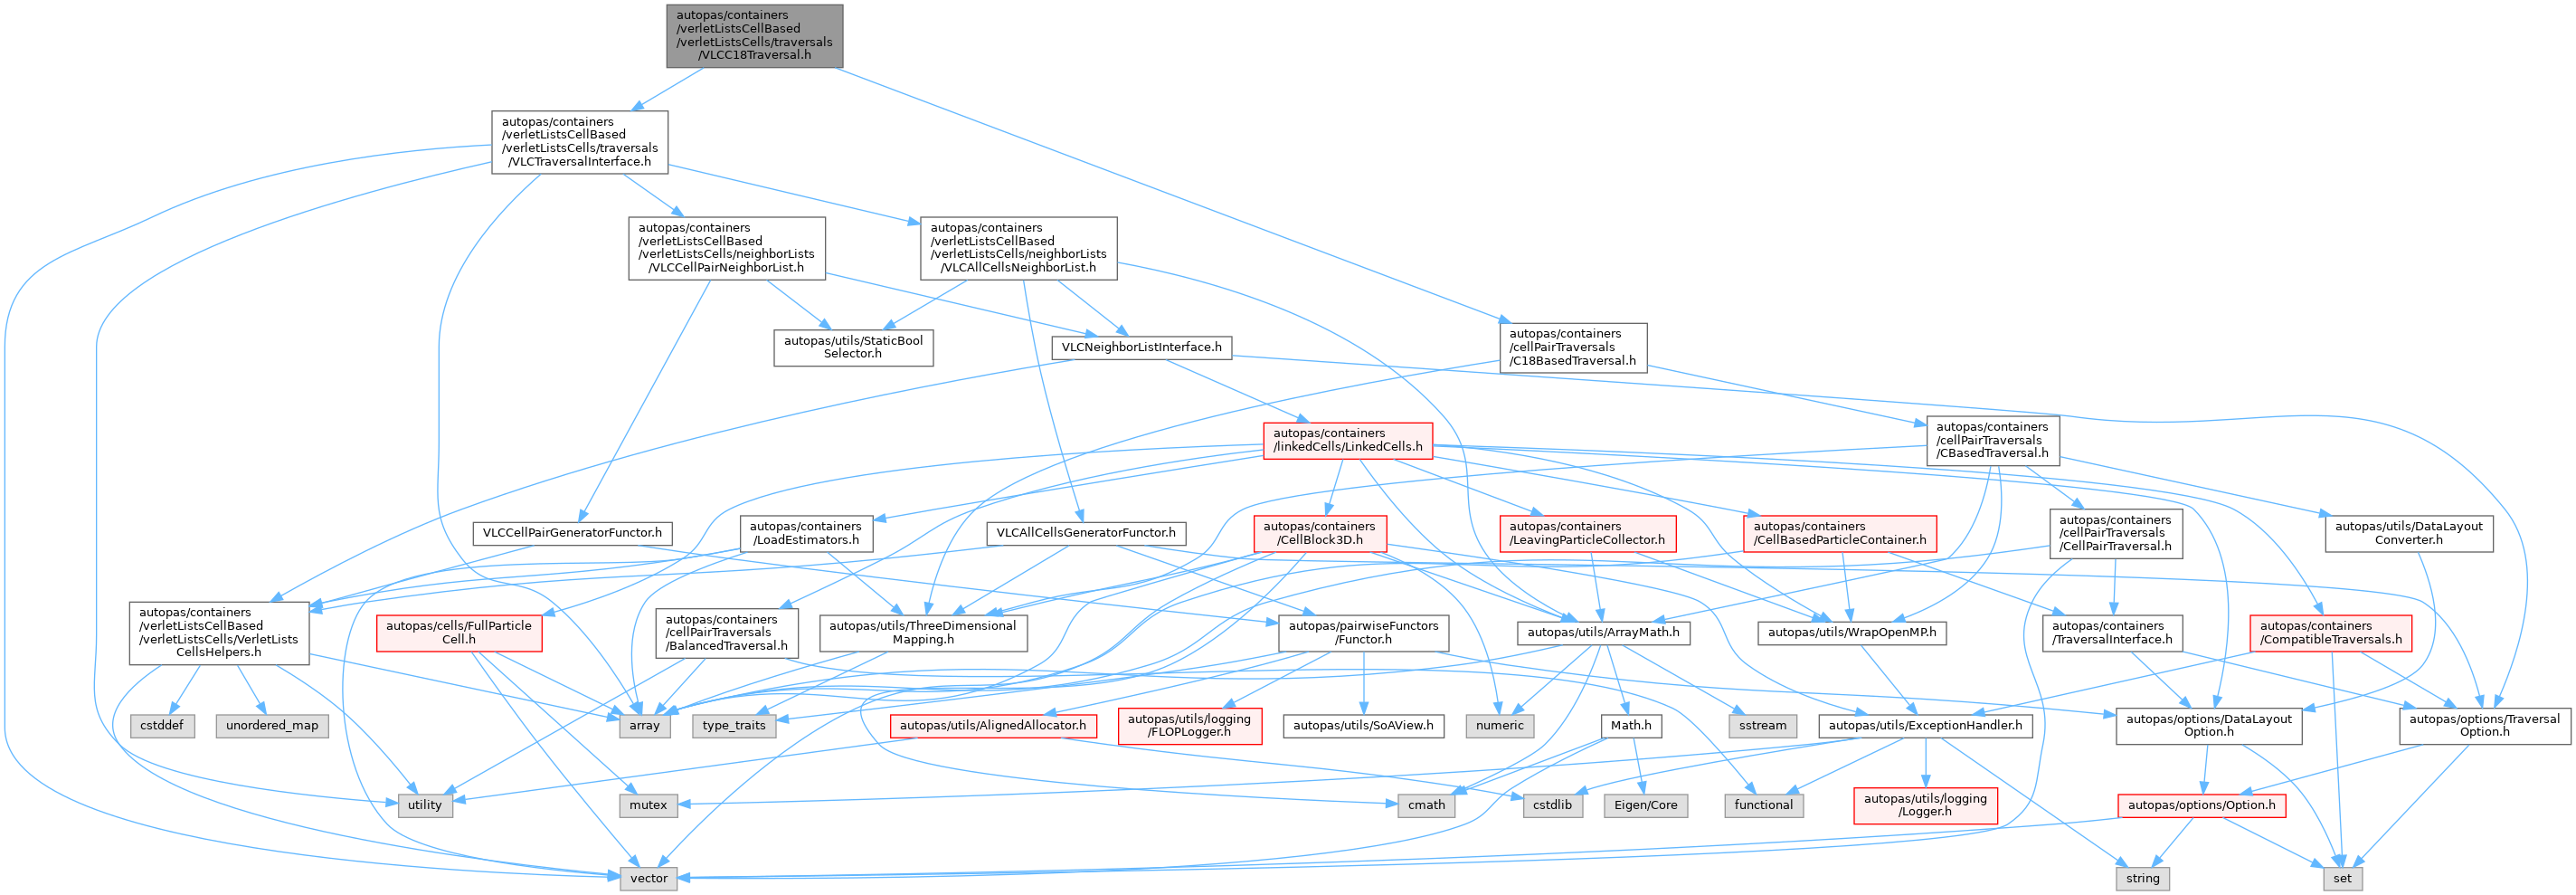 autopas/containers
/verletListsCellBased
/verletListsCells/traversals
/VLCC18Traversal.h
autopas/containers
/verletListsCellBased
/verletListsCells/traversals
/VLCTraversalInterface.h
autopas/containers
/verletListsCellBased
/verletListsCells/neighborLists
/VLCCellPairNeighborList.h
autopas/containers
/verletListsCellBased
/verletListsCells/neighborLists
/VLCAllCellsNeighborList.h
autopas/utils/StaticBool
Selector.h
VLCNeighborListInterface.h
autopas/containers
/cellPairTraversals
/C18BasedTraversal.h
autopas/containers
/linkedCells/LinkedCells.h
autopas/containers
/cellPairTraversals
/CBasedTraversal.h
VLCCellPairGeneratorFunctor.h
autopas/containers
/LoadEstimators.h
VLCAllCellsGeneratorFunctor.h
autopas/containers
/CellBlock3D.h
autopas/containers
/LeavingParticleCollector.h
autopas/containers
/CellBasedParticleContainer.h
autopas/containers
/cellPairTraversals
/CellPairTraversal.h
autopas/utils/DataLayout
Converter.h
autopas/containers
/verletListsCellBased
/verletListsCells/VerletLists
CellsHelpers.h
autopas/cells/FullParticle
Cell.h
autopas/containers
/cellPairTraversals
/BalancedTraversal.h
autopas/utils/ThreeDimensional
Mapping.h
autopas/pairwiseFunctors
/Functor.h
autopas/utils/ArrayMath.h
autopas/utils/WrapOpenMP.h
autopas/containers
/TraversalInterface.h
autopas/containers
/CompatibleTraversals.h
cstddef
unordered_map
array
type_traits
autopas/utils/AlignedAllocator.h
autopas/utils/logging
/FLOPLogger.h
autopas/utils/SoAView.h
numeric
Math.h
sstream
autopas/utils/ExceptionHandler.h
autopas/options/DataLayout
Option.h
autopas/options/Traversal
Option.h
utility
mutex
cmath
cstdlib
Eigen/Core
functional
autopas/utils/logging
/Logger.h
autopas/options/Option.h
vector
string
set